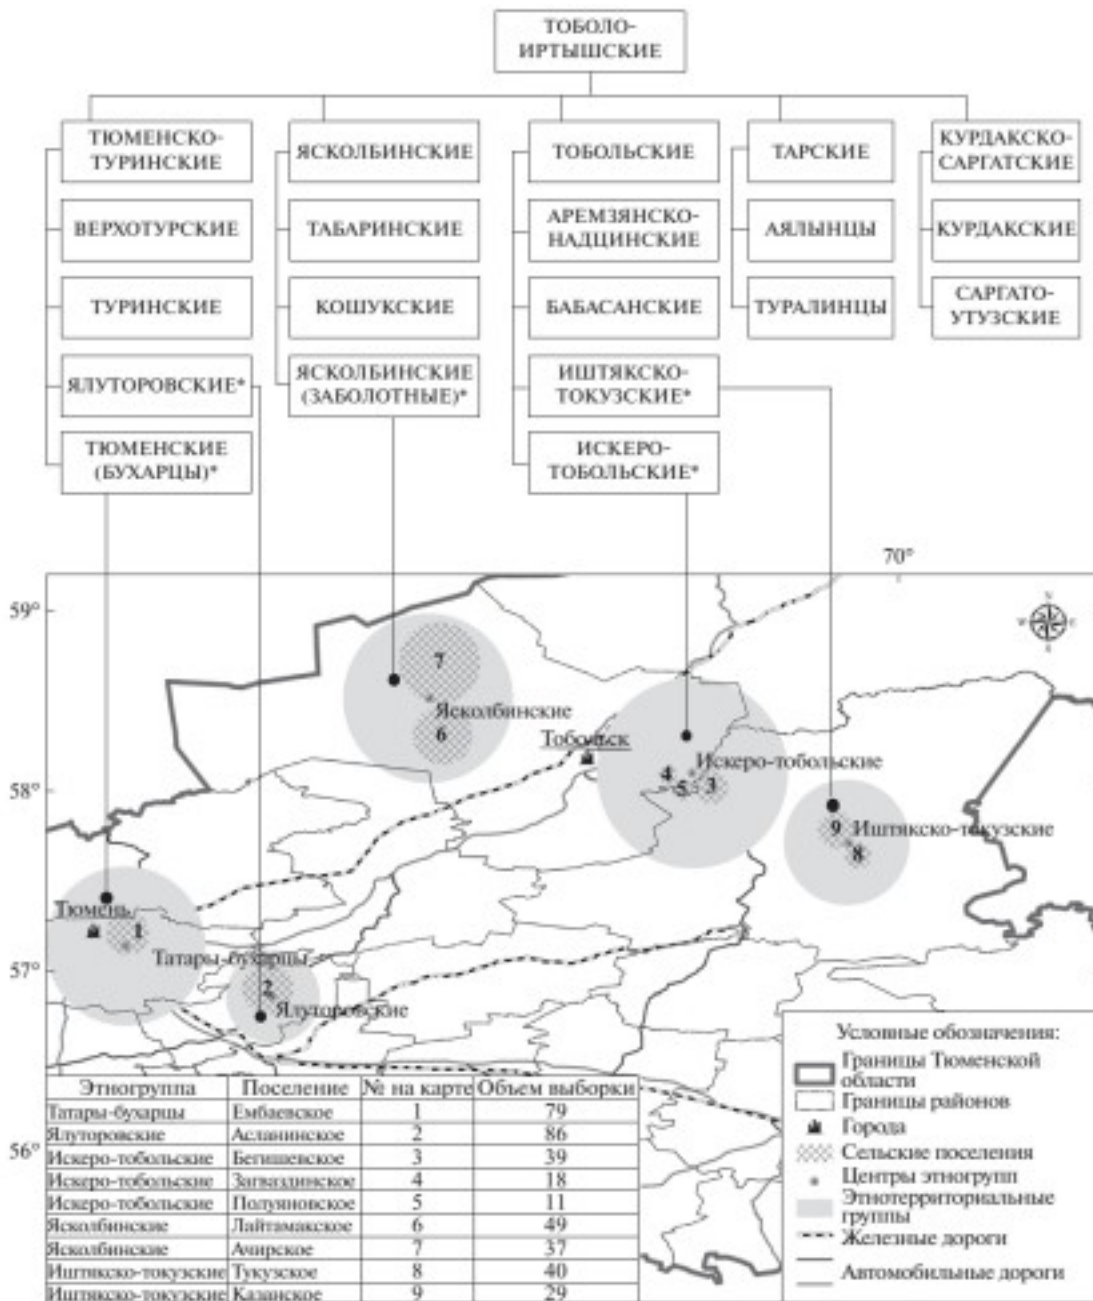 ТОБОЛО-
ИРТЫШСКИЕ
ТЮМЕНСКО-
ТУРИНСКИЕ
ЯСКОЛБИНСКИЕ
ТОБОЛЬСКИЕ
ТАРСКИЕ
КУРДАКСКО-
САРГАТСКИЕ
ВЕРХОТУРСКИЕ
ТАБАРИНСКИЕ
АРЕМЗЯНСКО-
НАДЦИНСКИЕ
АЯЛЫНЦЫ
КУРДАКСКИЕ
ТУРИНСКИЕ
КОШУКСКИЕ
БАБАСАНСКИЕ
ТУРАЛИНЦЫ
САРГАТО-
УТУЗСКИЕ
ЯЛУТОРОВСКИЕ*
ЯСКОЛБИНСКИЕ
(ЗАБОЛОТНЫЕ)*
ИШТЯКСКО-
ТОКУЗСКИЕ*
ТЮМЕНСКИЕ
(БУХАРЦЫ)*
ИСКЕРО-
ТОБОЛЬСКИЕ*
70°
59°
N
W E
S
7
Ясколбинские
6
Тобольск
Искеро-тобольские
4
5 3
58°
9 Иштякско-токузские
8
Тюмень
1
Татары-бухарцы
57°
2
Ялуторовские
56°
Этногруппа Поселение № на карте Объем выборки
Татары-бухарцы Ембаевское 1 79
Ялуторовские Асланинское 2 86
Искеро-тобольские Бегишевское 3 39
Искеро-тобольские Загваздинское 4 18
Искеро-тобольские Полуяновское 5 11
Ясколбинские Лайтамакское 6 49
Ясколбинские Ачирское 7 37
Иштякско-токузские Тукузское 8 40
Иштякско-токузские Казанское 9 29
Условные обозначения:
Границы Тюменской
области
Границы районов
Города
Сельские поселения
Центры этногрупп
Этнотерриториальные
группы
Железные дороги
Автомобильные дороги